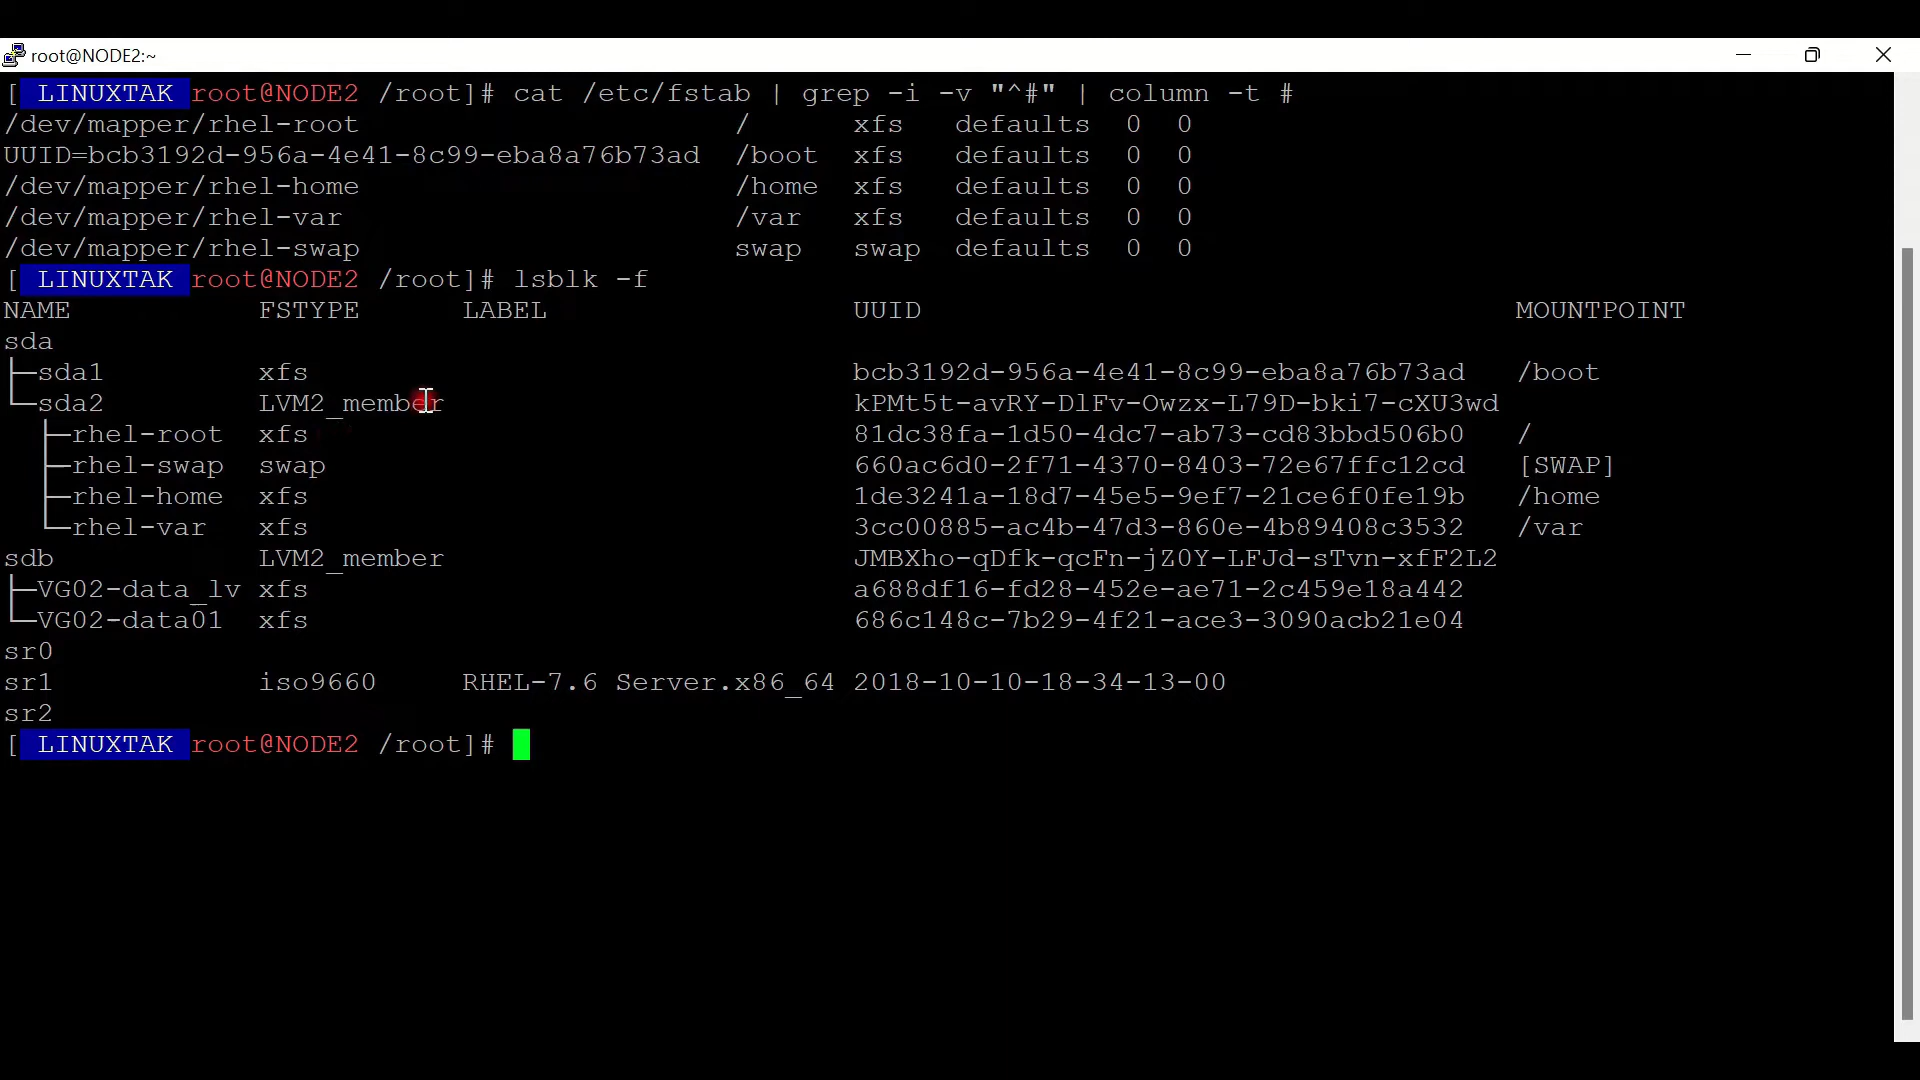 root@NODE2:~
[ LINUXTAK root@NODE2 /root]# cat /etc/fstab | grep -i -v "^#" | column -t #
/dev/mapper/rhel-root / xfs defaults 0 0
UUID=bcb3192d-956a-4e41-8c99-eba8a76b73ad /boot xfs defaults 0 0
/dev/mapper/rhel-home /home xfs defaults 0 0
/dev/mapper/rhel-var /var xfs defaults 0 0
/dev/mapper/rhel-swap swap swap defaults 0 0
[ LINUXTAK root@NODE2 /root]# lsblk -f
NAME FSTYPE LABEL UUID MOUNTPOINT
sda
├─sda1 xfs bcb3192d-956a-4e41-8c99-eba8a76b73ad /boot
└─sda2 LVM2_member kPMt5t-avRY-DlFv-Owzx-L79D-bki7-cXU3wd
├─rhel-root xfs 81dc38fa-1d50-4dc7-ab73-cd83bbd506b0 /
├─rhel-swap swap 660ac6d0-2f71-4370-8403-72e67ffc12cd [SWAP]
├─rhel-home xfs 1de3241a-18d7-45e5-9ef7-21ce6f0fe19b /home
└─rhel-var xfs 3cc00885-ac4b-47d3-860e-4b89408c3532 /var
sdb LVM2_member JMBXho-qDfk-qcFn-jZ0Y-LFJd-sTvn-xfF2L2
├─VG02-data_lv xfs a688df16-fd28-452e-ae71-2c459e18a442
└─VG02-data01 xfs 686c148c-7b29-4f21-ace3-3090acb21e04
sr0
sr1 iso9660 RHEL-7.6 Server.x86_64 2018-10-10-18-34-13-00
sr2
[ LINUXTAK root@NODE2 /root]#